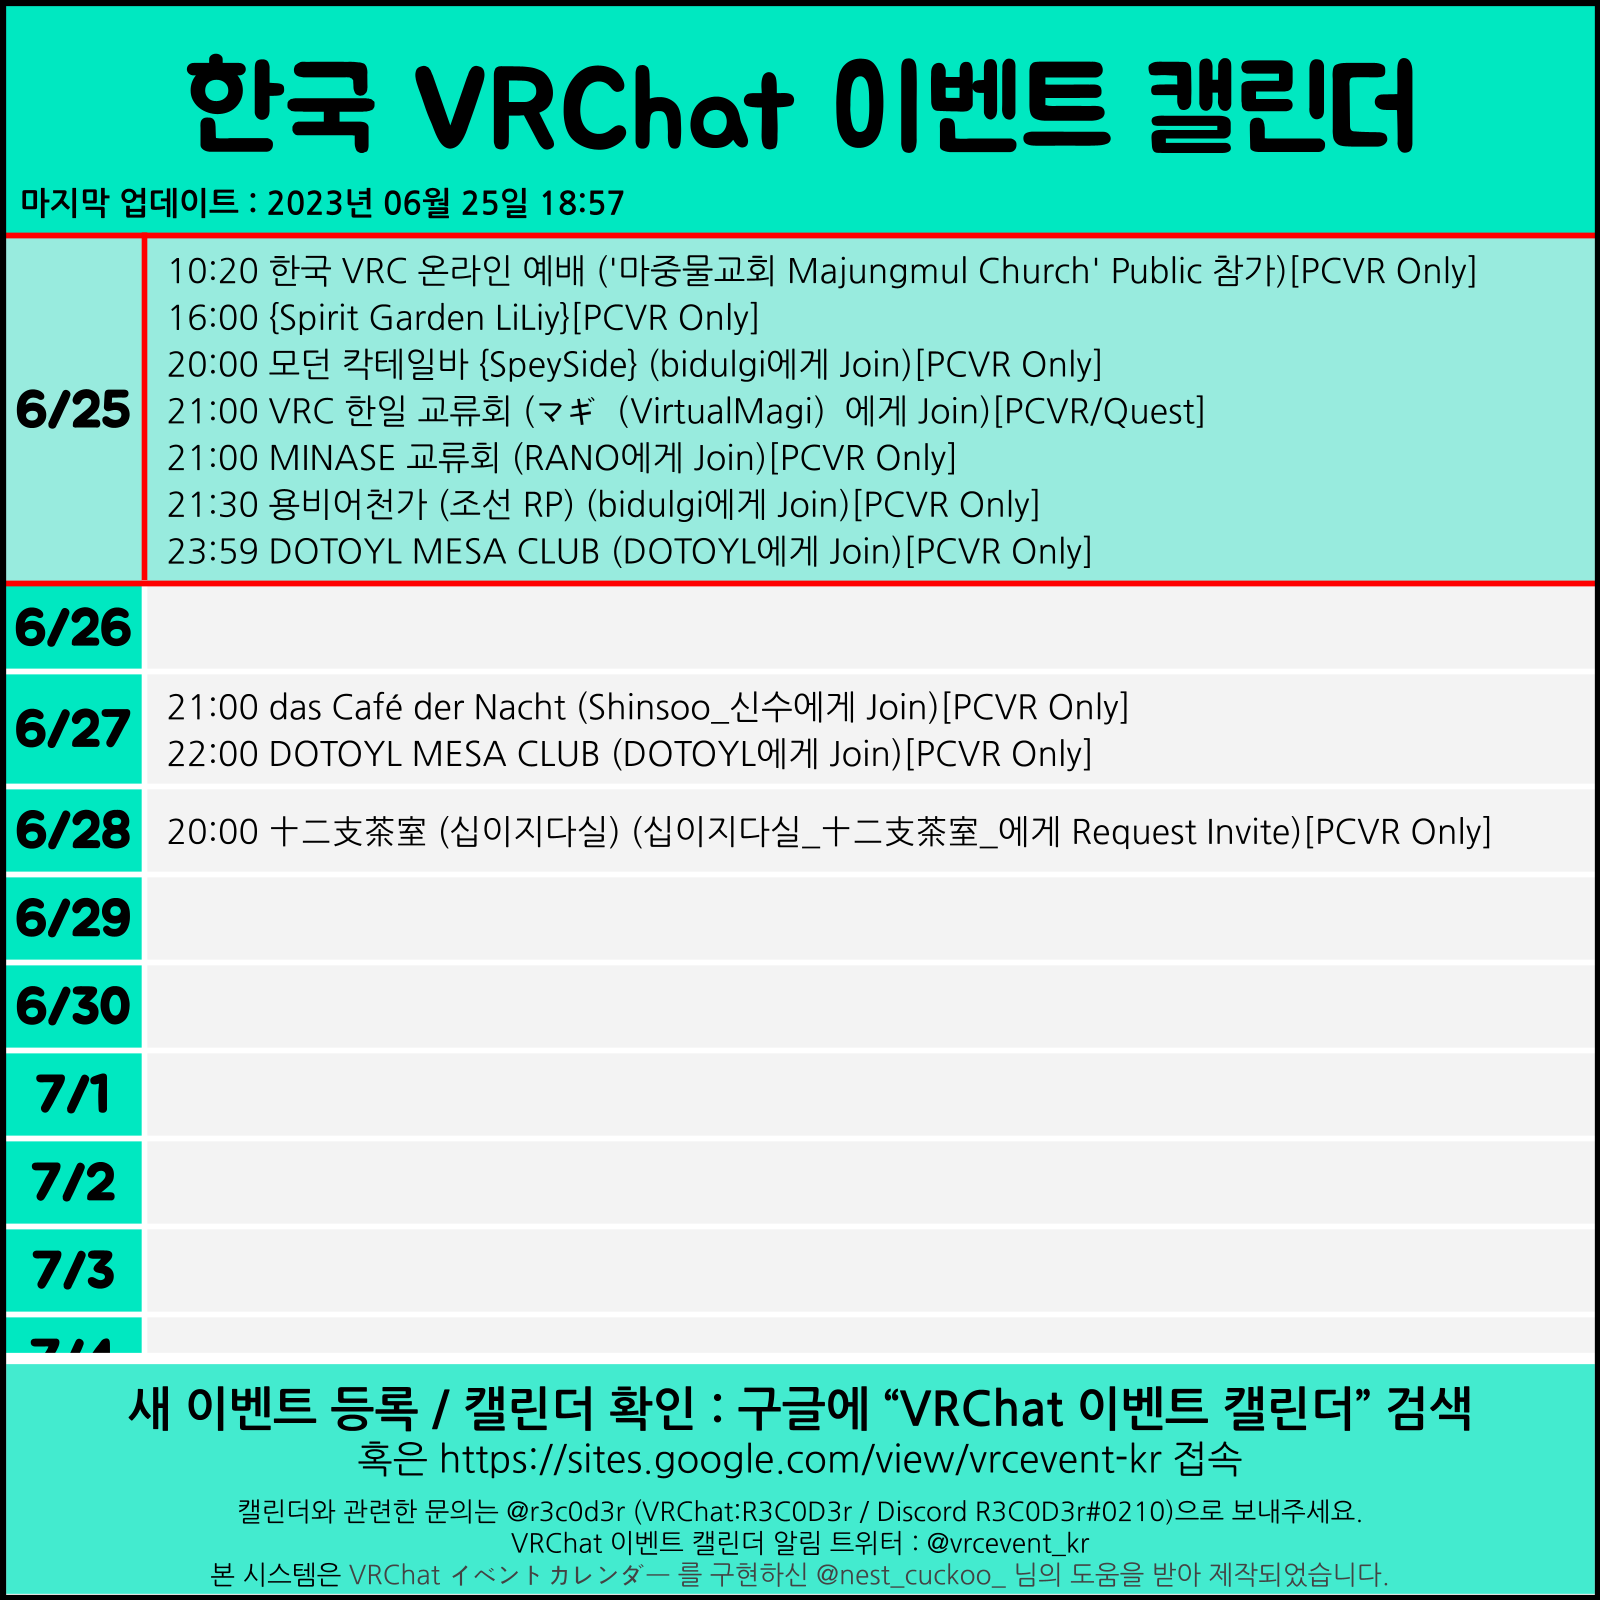 한국 VRChat 이벤트 캘린더
마지막 업데이트 : 2023년 06월 25일 18:57
6/25
10:20 한국 VRC 온라인 예배 ('마중물교회 Majungmul Church' Public 참가)[PCVR Only]
16:00 {Spirit Garden LiLiy}[PCVR Only]
20:00 모던 칵테일바 {SpeySide} (bidulgi에게 Join)[PCVR Only]
21:00 VRC 한일 교류회 (マギ（VirtualMagi）에게 Join)[PCVR/Quest]
21:00 MINASE 교류회 (RANO에게 Join)[PCVR Only]
21:30 용비어천가 (조선 RP) (bidulgi에게 Join)[PCVR Only]
23:59 DOTOYL MESA CLUB (DOTOYL에게 Join)[PCVR Only]
6/26
6/27
21:00 das Café der Nacht (Shinsoo_신수에게 Join)[PCVR Only]
22:00 DOTOYL MESA CLUB (DOTOYL에게 Join)[PCVR Only]
6/28
20:00 十二支茶室 (십이지다실) (십이지다실_十二支茶室_에게 Request Invite)[PCVR Only]
6/29
6/30
7/1
7/2
7/3
7/4
새 이벤트 등록 / 캘린더 확인 : 구글에 “VRChat 이벤트 캘린더” 검색
혹은 https://sites.google.com/view/vrcevent-kr 접속
캘린더와 관련한 문의는 @r3c0d3r (VRChat:R3C0D3r / Discord R3C0D3r#0210)으로 보내주세요.
VRChat 이벤트 캘린더 알림 트위터 : @vrcevent_kr
본 시스템은 VRChat イベントカレンダー 를 구현하신 @nest_cuckoo_ 님의 도움을 받아 제작되었습니다.